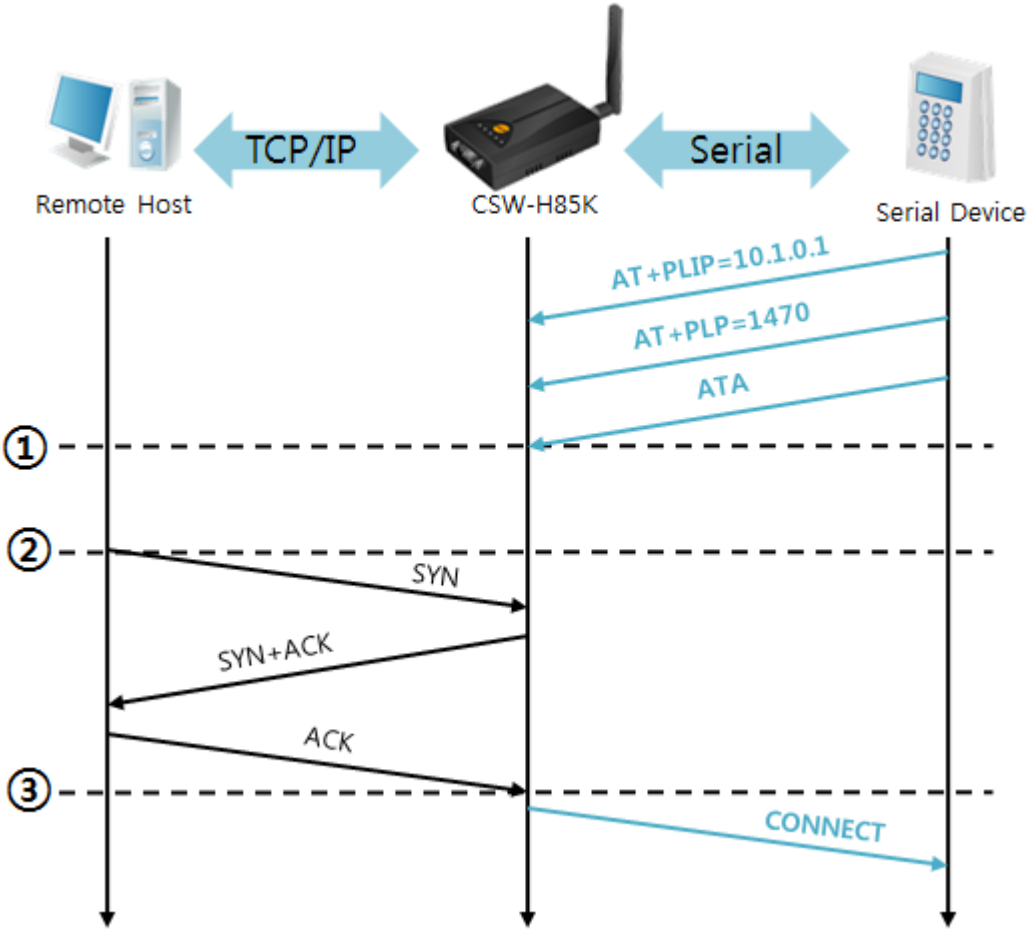 TCP/IP
Serial
Remote Host
CSW-H85K
Serial Device
AT+PLIP=10.1.0.1
AT+PLP=1470
ATA
①
②
SYN
SYN+ACK
ACK
③
CONNECT